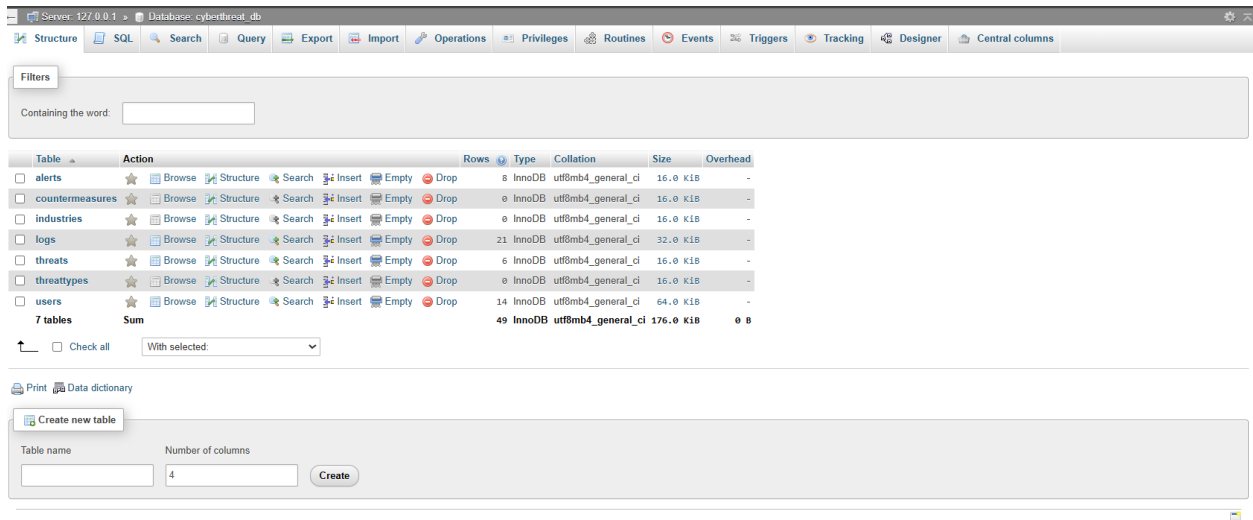 Server: 127.0.0.1 » Database: cyberthreat_db
Structure SQL Search Query Export Import Operations Privileges Routines Events Triggers Tracking Designer Central columns
Filters
Containing the word:
Table Action Rows Type Collation Size Overhead
alerts Browse Structure Search Insert Empty Drop 8 InnoDB utf8mb4_general_ci 16.0 KiB -
countermeasures Browse Structure Search Insert Empty Drop 0 InnoDB utf8mb4_general_ci 16.0 KiB -
industries Browse Structure Search Insert Empty Drop 0 InnoDB utf8mb4_general_ci 16.0 KiB -
logs Browse Structure Search Insert Empty Drop 21 InnoDB utf8mb4_general_ci 32.0 KiB -
threats Browse Structure Search Insert Empty Drop 6 InnoDB utf8mb4_general_ci 16.0 KiB -
threattypes Browse Structure Search Insert Empty Drop 0 InnoDB utf8mb4_general_ci 16.0 KiB -
users Browse Structure Search Insert Empty Drop 14 InnoDB utf8mb4_general_ci 64.0 KiB -
7 tables Sum 49 InnoDB utf8mb4_general_ci 176.0 KiB 0 B
Check all With selected:
Print Data dictionary
Create new table
Table name Number of columns
4 Create